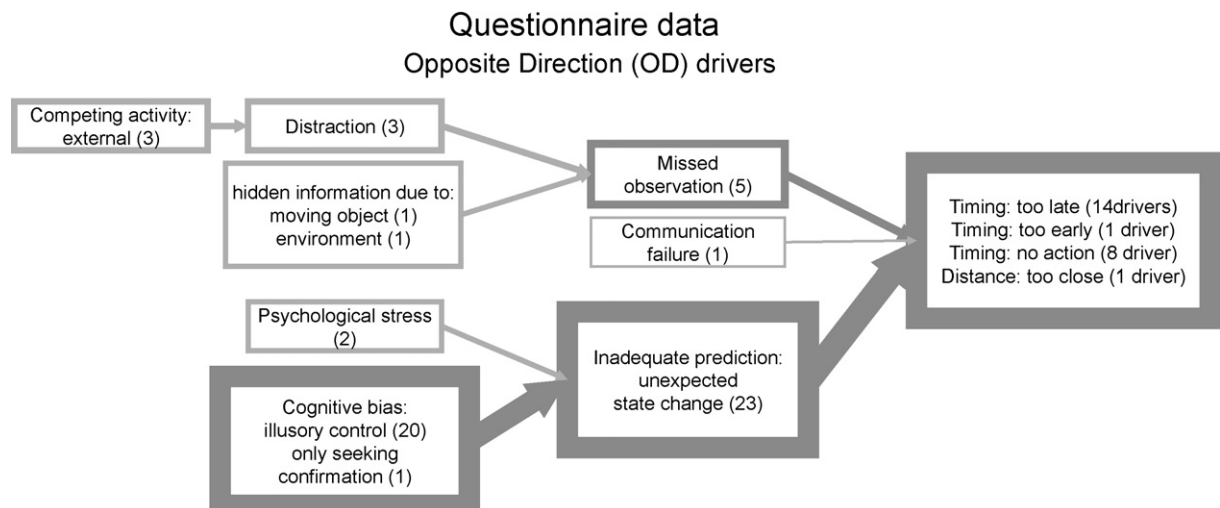 Questionnaire data
Opposite Direction (OD) drivers
Competing activity:
external (3)
Distraction (3)
hidden information due to:
moving object (1)
environment (1)
Missed
observation (5)
Communication
failure (1)
Timing: too late (14drivers)
Timing: too early (1 driver)
Timing: no action (8 driver)
Distance: too close (1 driver)
Psychological stress
(2)
Cognitive bias:
illusory control (20)
only seeking
confirmation (1)
Inadequate prediction:
unexpected
state change (23)